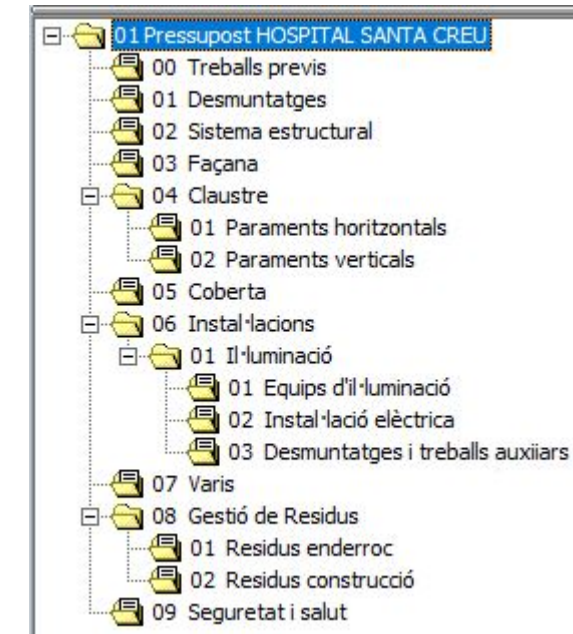 01 Pressupost HOSPITAL SANTA CREU
00 Treballs previs
01 Desmuntatges
02 Sistema estructural
03 Façana
04 Claustre
01 Paraments horitzontals
02 Paraments verticals
05 Coberta
06 Instal·lacions
01 Il·luminació
01 Equips d'il·luminació
02 Instal·lació elèctrica
03 Desmuntatges i treballs auxiiars
07 Varis
08 Gestió de Residus
01 Residus enderroc
02 Residus construcció
09 Seguretat i salut